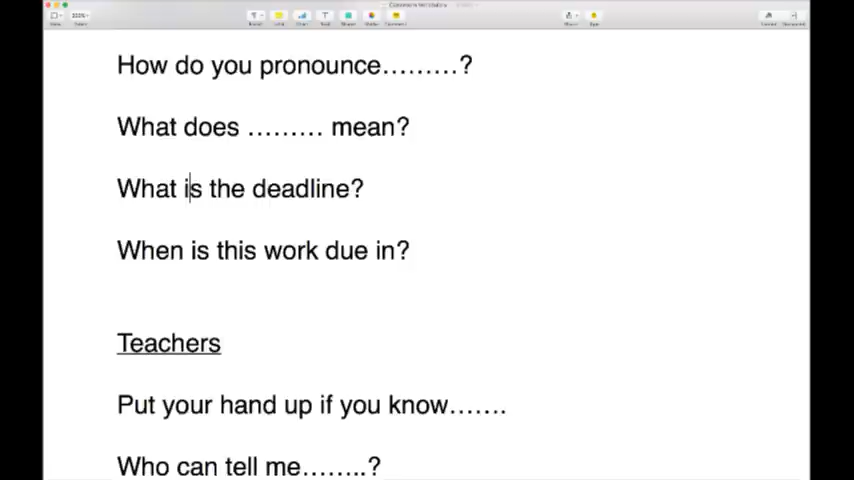 How do you pronounce.........?
What does ......... mean?
What is the deadline?
When is this work due in?
Teachers
Put your hand up if you know.......
Who can tell me........?